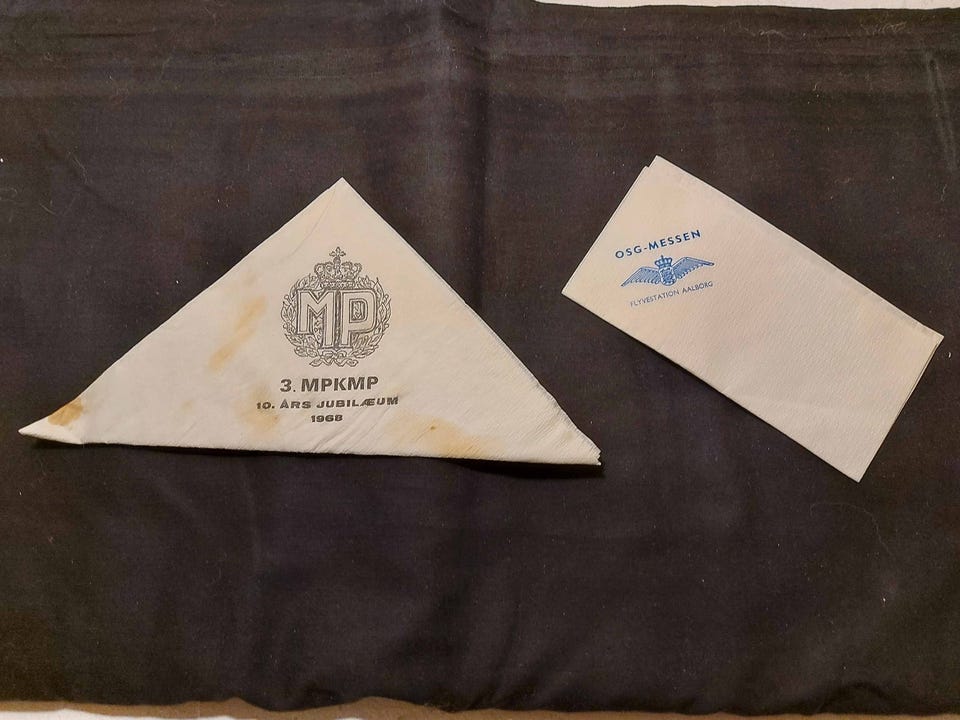 MP
3. MPKMP
10. ÅRS JUBILÆUM
1968
OSG-MESSEN
FLYVESTATION AALBORG